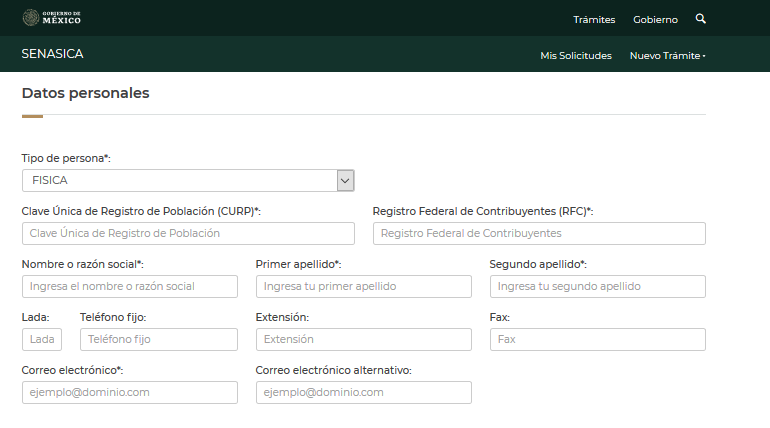 GOBIERNO DE
MÉXICO
Trámites Gobierno
SENASICA
Mis Solicitudes Nuevo Trámite
Datos personales
Tipo de persona*:
FISICA
Clave Única de Registro de Población (CURP)*: Registro Federal de Contribuyentes (RFC)*:
Clave Única de Registro de Población Registro Federal de Contribuyentes
Nombre o razón social*: Primer apellido*: Segundo apellido*:
Ingresa el nombre o razón social Ingresa tu primer apellido Ingresa tu segundo apellido
Lada: Teléfono fijo: Extensión: Fax:
Lada Teléfono fijo Extensión Fax
Correo electrónico*: Correo electrónico alternativo:
ejemplo@dominio.com ejemplo@dominio.com